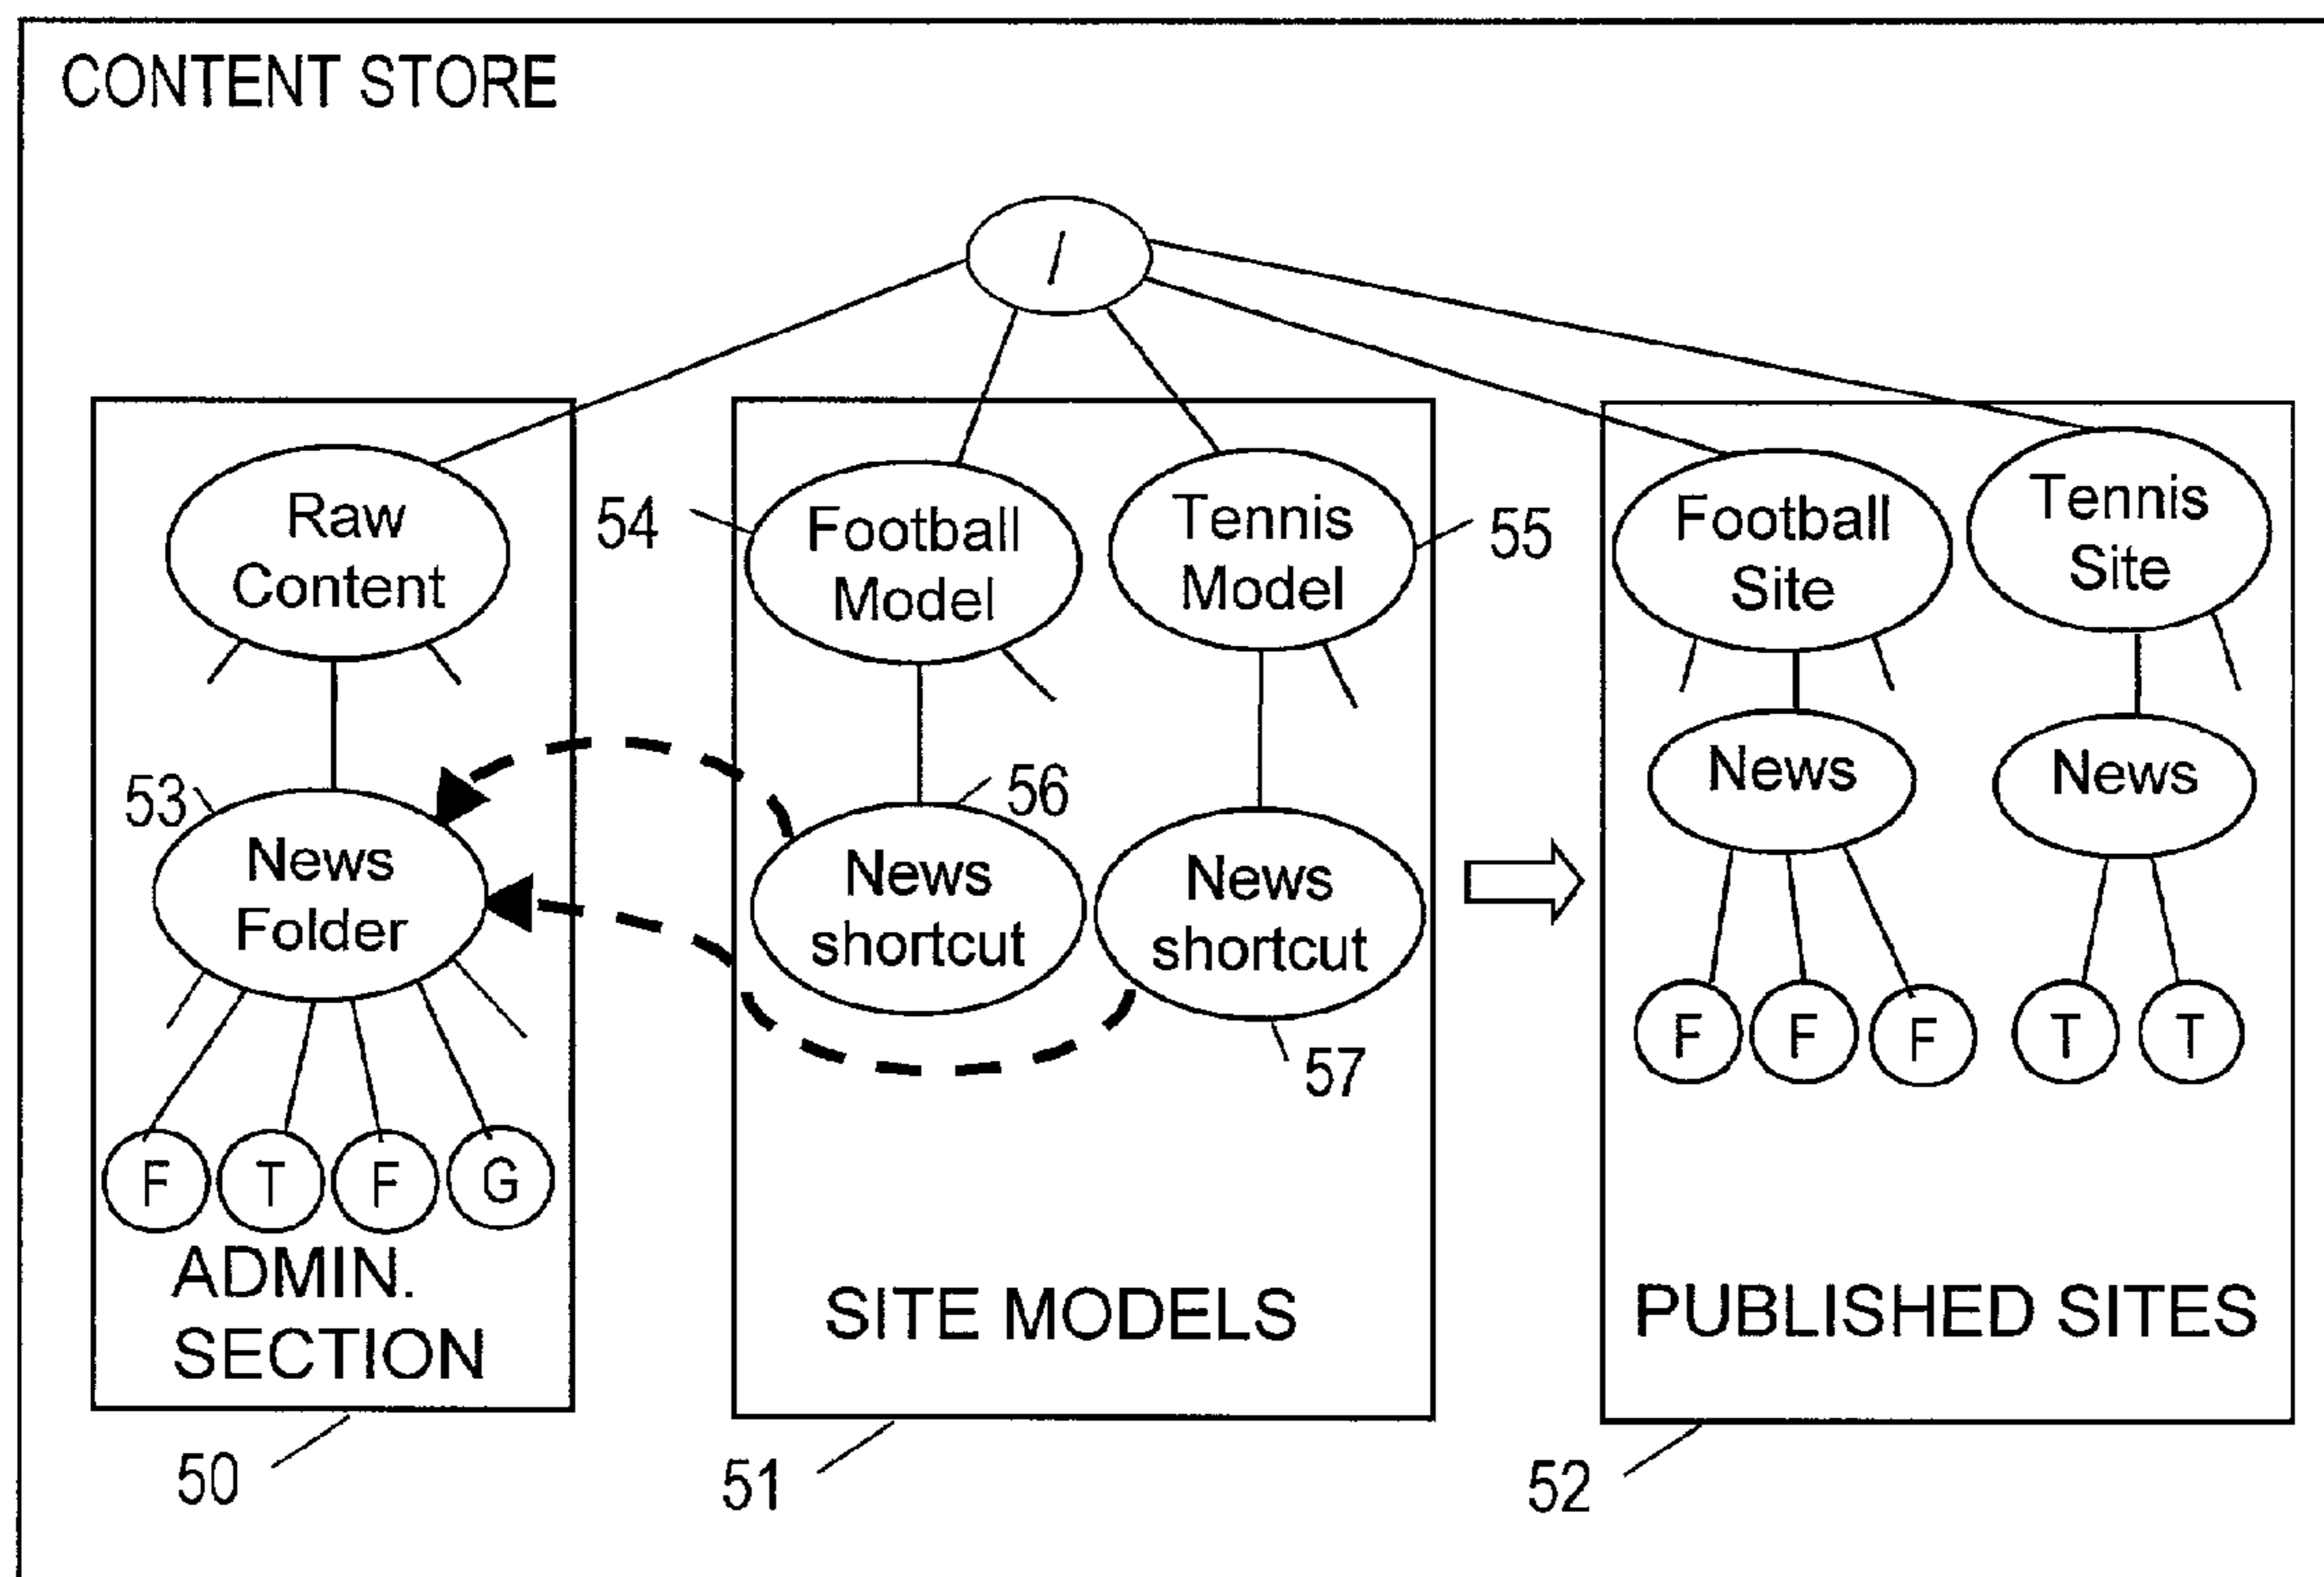 CONTENT STORE
/
Raw
Content
54
Football
Model
Tennis
Model
55
Football
Site
Tennis
Site
53
News
Folder
56
News
shortcut
News
shortcut
57
News
News
F
T
F
G
F
F
F
T
T
ADMIN.
SECTION
SITE MODELS
PUBLISHED SITES
50
51
52